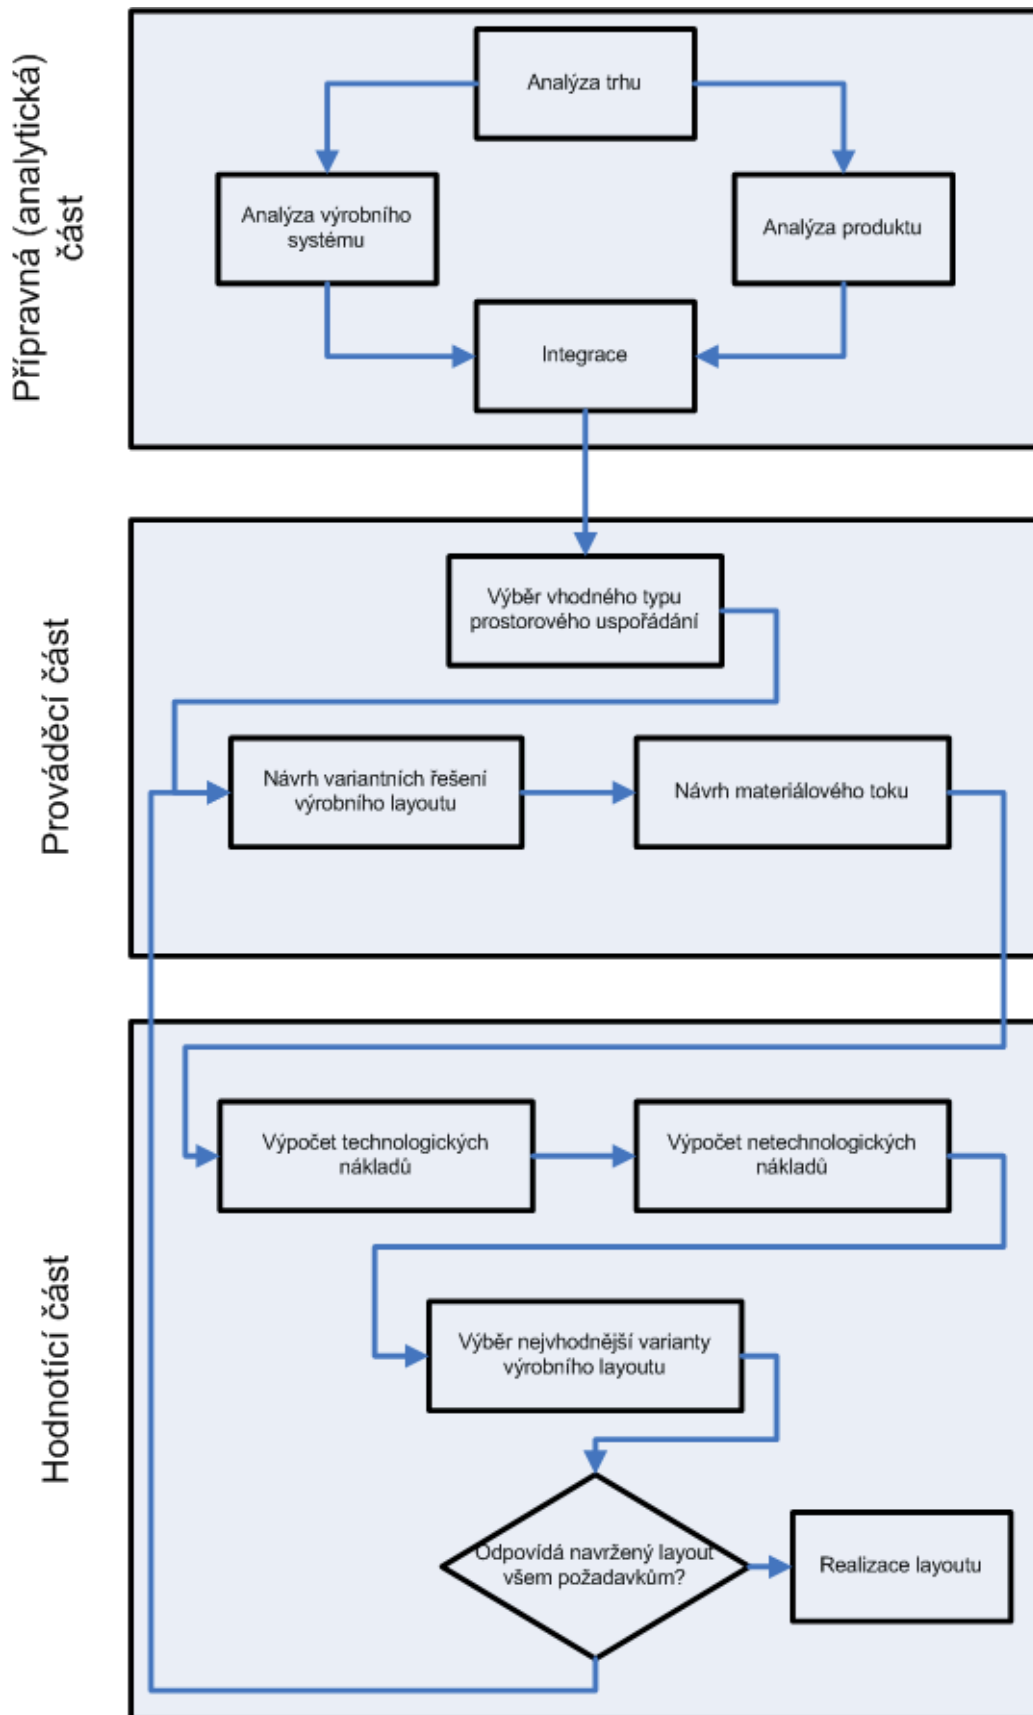 Přípravná (analytická)
část
Analýza trhu
Analýza výrobního
systému
Analýza produktu
Integrace
Prováděcí část
Výběr vhodného typu
prostorového uspořádání
Návrh variantních řešení
výrobního layoutu
Návrh materiálového toku
Hodnotící část
Výpočet technologických
nákladů
Výpočet netechnologických
nákladů
Výběr nejvhodnější varianty
výrobního layoutu
Odpovídá navržený layout
všem požadavkům?
Realizace layoutu